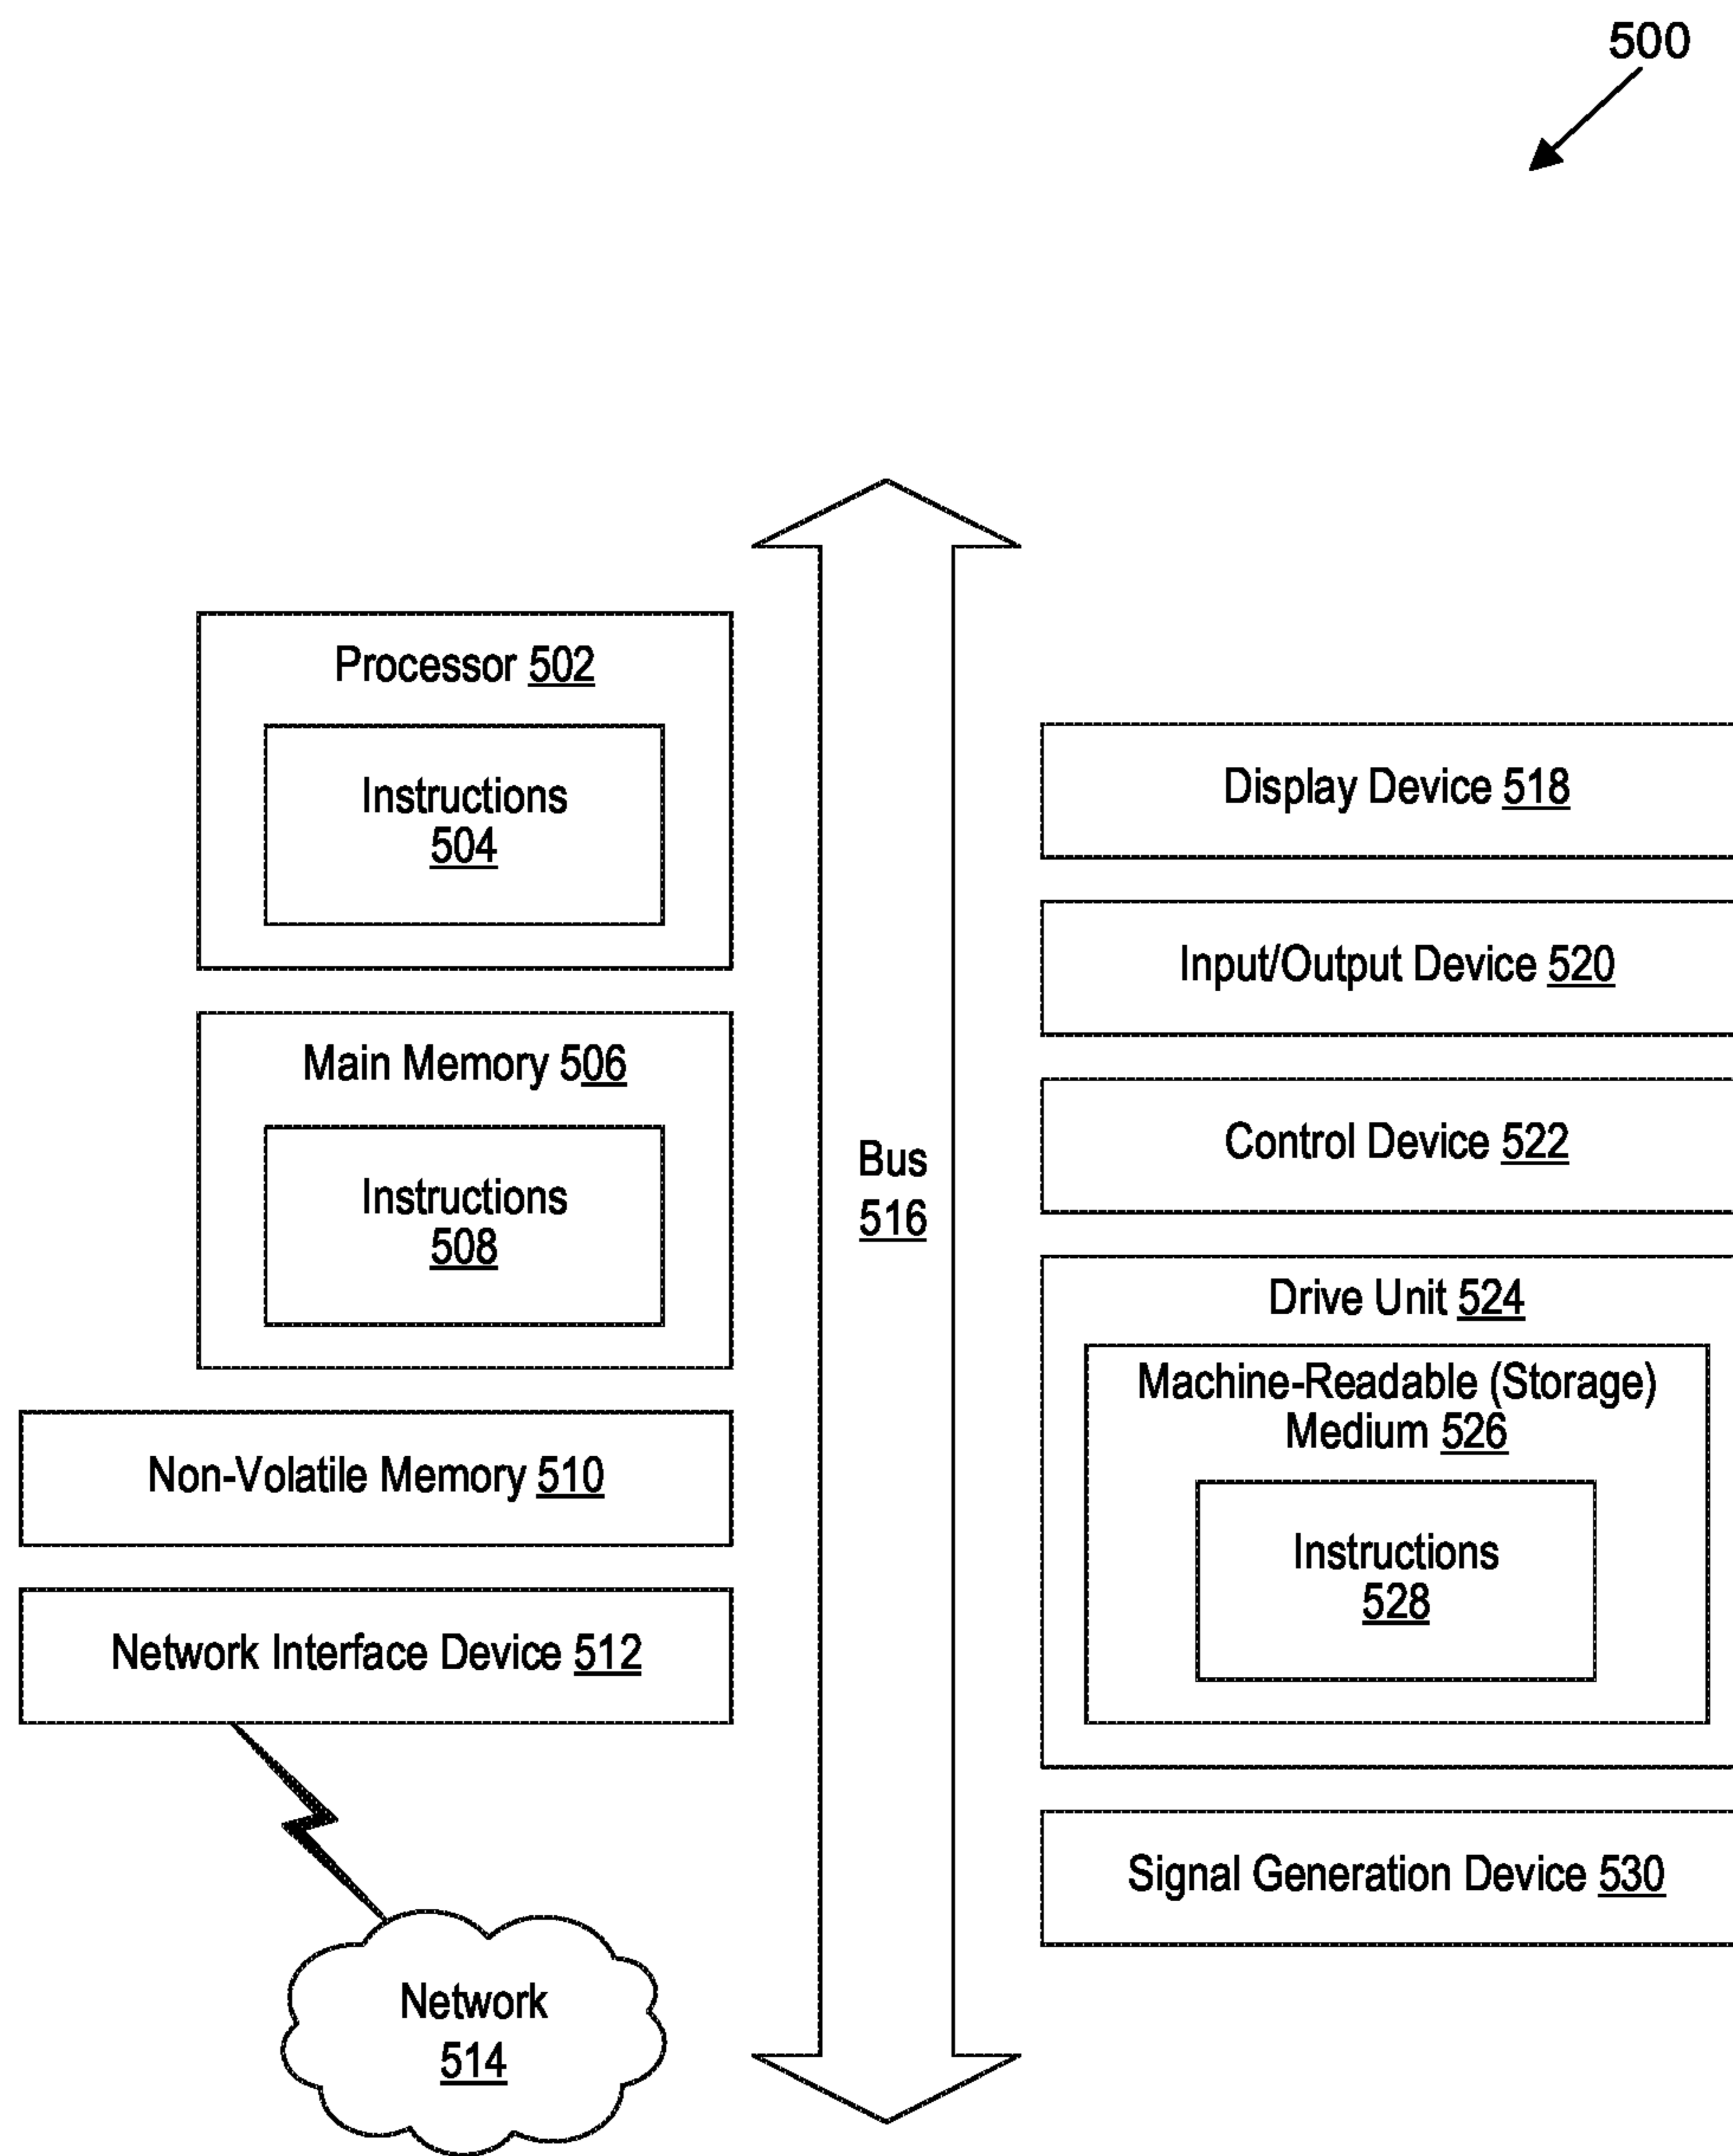 500
Processor 502
Instructions
504
Main Memory 506
Instructions
508
Non-Volatile Memory 510
Network Interface Device 512
Network
514
Bus
516
Display Device 518
Input/Output Device 520
Control Device 522
Drive Unit 524
Machine-Readable (Storage)
Medium 526
Instructions
528
Signal Generation Device 530